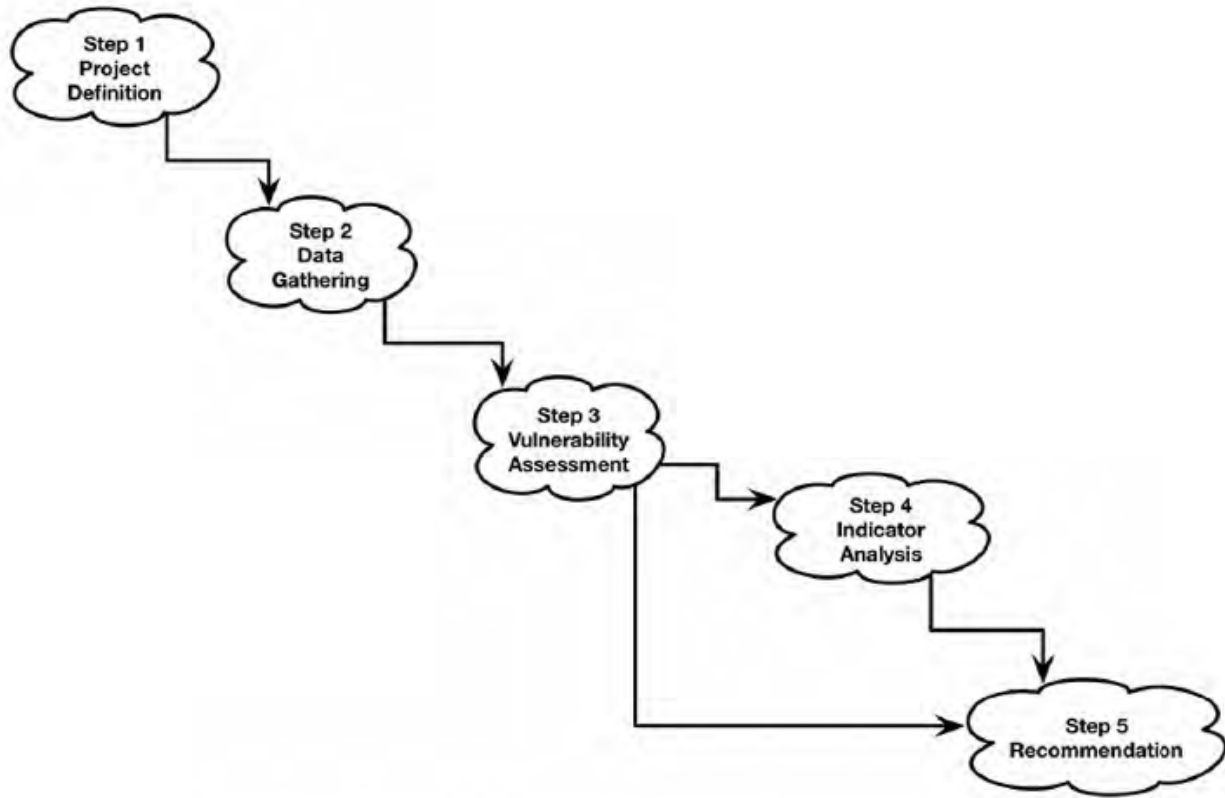 Step 1
Project
Definition
Step 2
Data
Gathering
Step 3
Vulnerability
Assessment
Step 4
Indicator
Analysis
Step 5
Recommendation